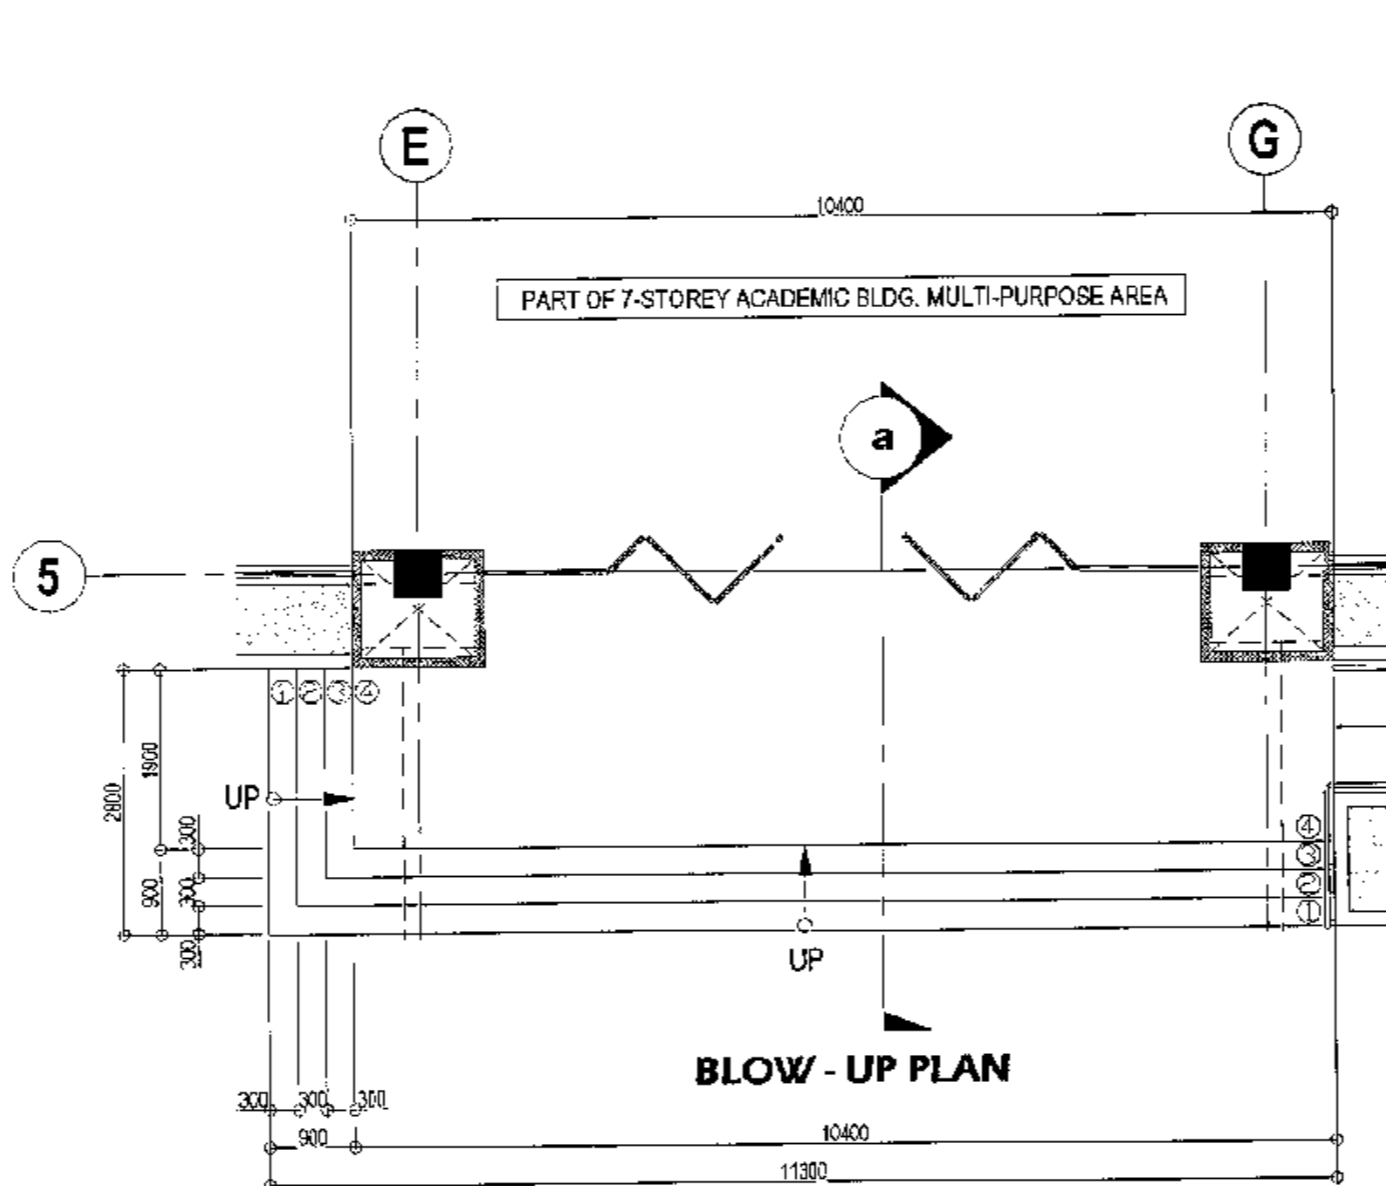 E
G
10400
PART OF 7-STOREY ACADEMIC BLDG. MULTI-PURPOSE AREA
a
5
1 2 3 4
1900
2800
UP
4
300
3
900
300
2
1
300
UP
BLOW - UP PLAN
300 300 300
900
10400
11300